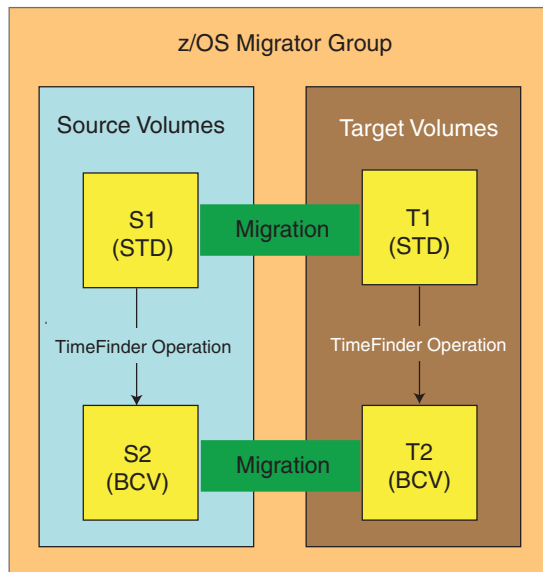 z/OS Migrator Group
Source Volumes
Target Volumes
S1
(STD)
Migration
T1
(STD)
TimeFinder Operation
TimeFinder Operation
S2
(BCV)
Migration
T2
(BCV)